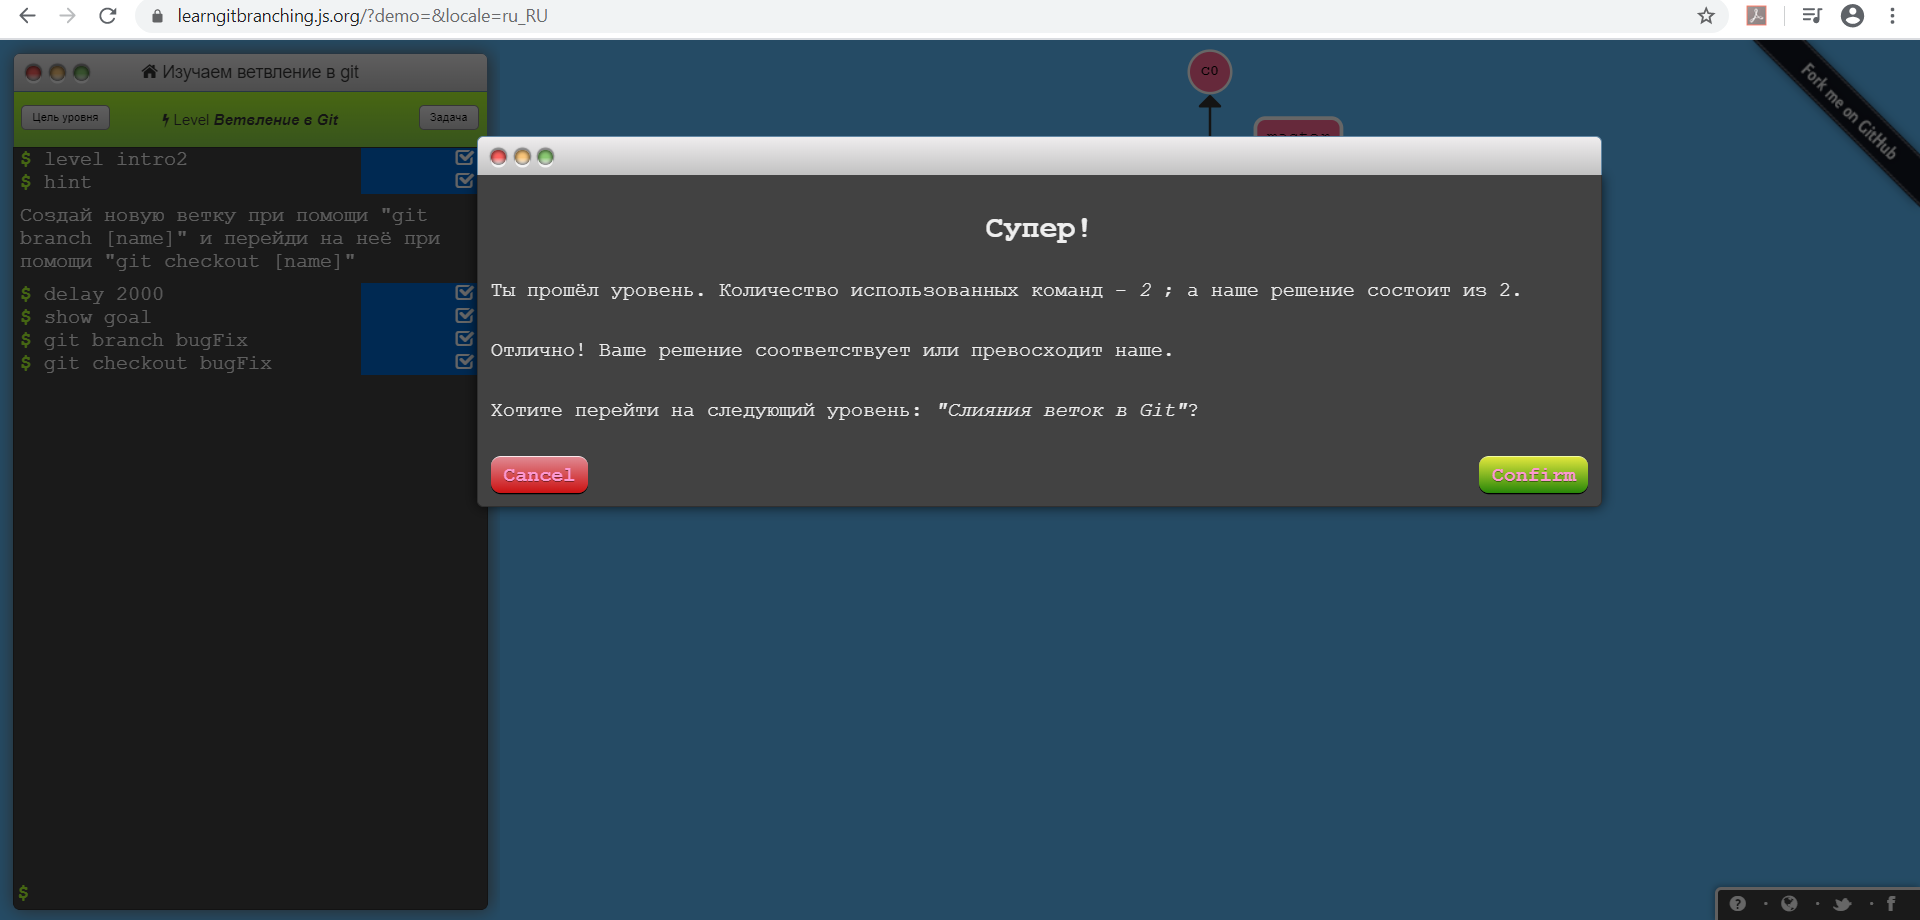 learngitbranching.js.org/?demo=&locale=ru_RU
Изучаем ветвление в git
Цель уровня
Level Ветвление в Git
Задача
$ level intro2
$ hint
Создай новую ветку при помощи "git
branch [name]" и перейди на неё при
помощи "git checkout [name]"
$ delay 2000
$ show goal
$ git branch bugFix
$ git checkout bugFix
$
C0
master
Fork me on GitHub
Супер!
Ты прошёл уровень. Количество использованных команд - 2 ; а наше решение состоит из 2.
Отлично! Ваше решение соответствует или превосходит наше.
Хотите перейти на следующий уровень: "Слияния веток в Git"?
Cancel
Confirm